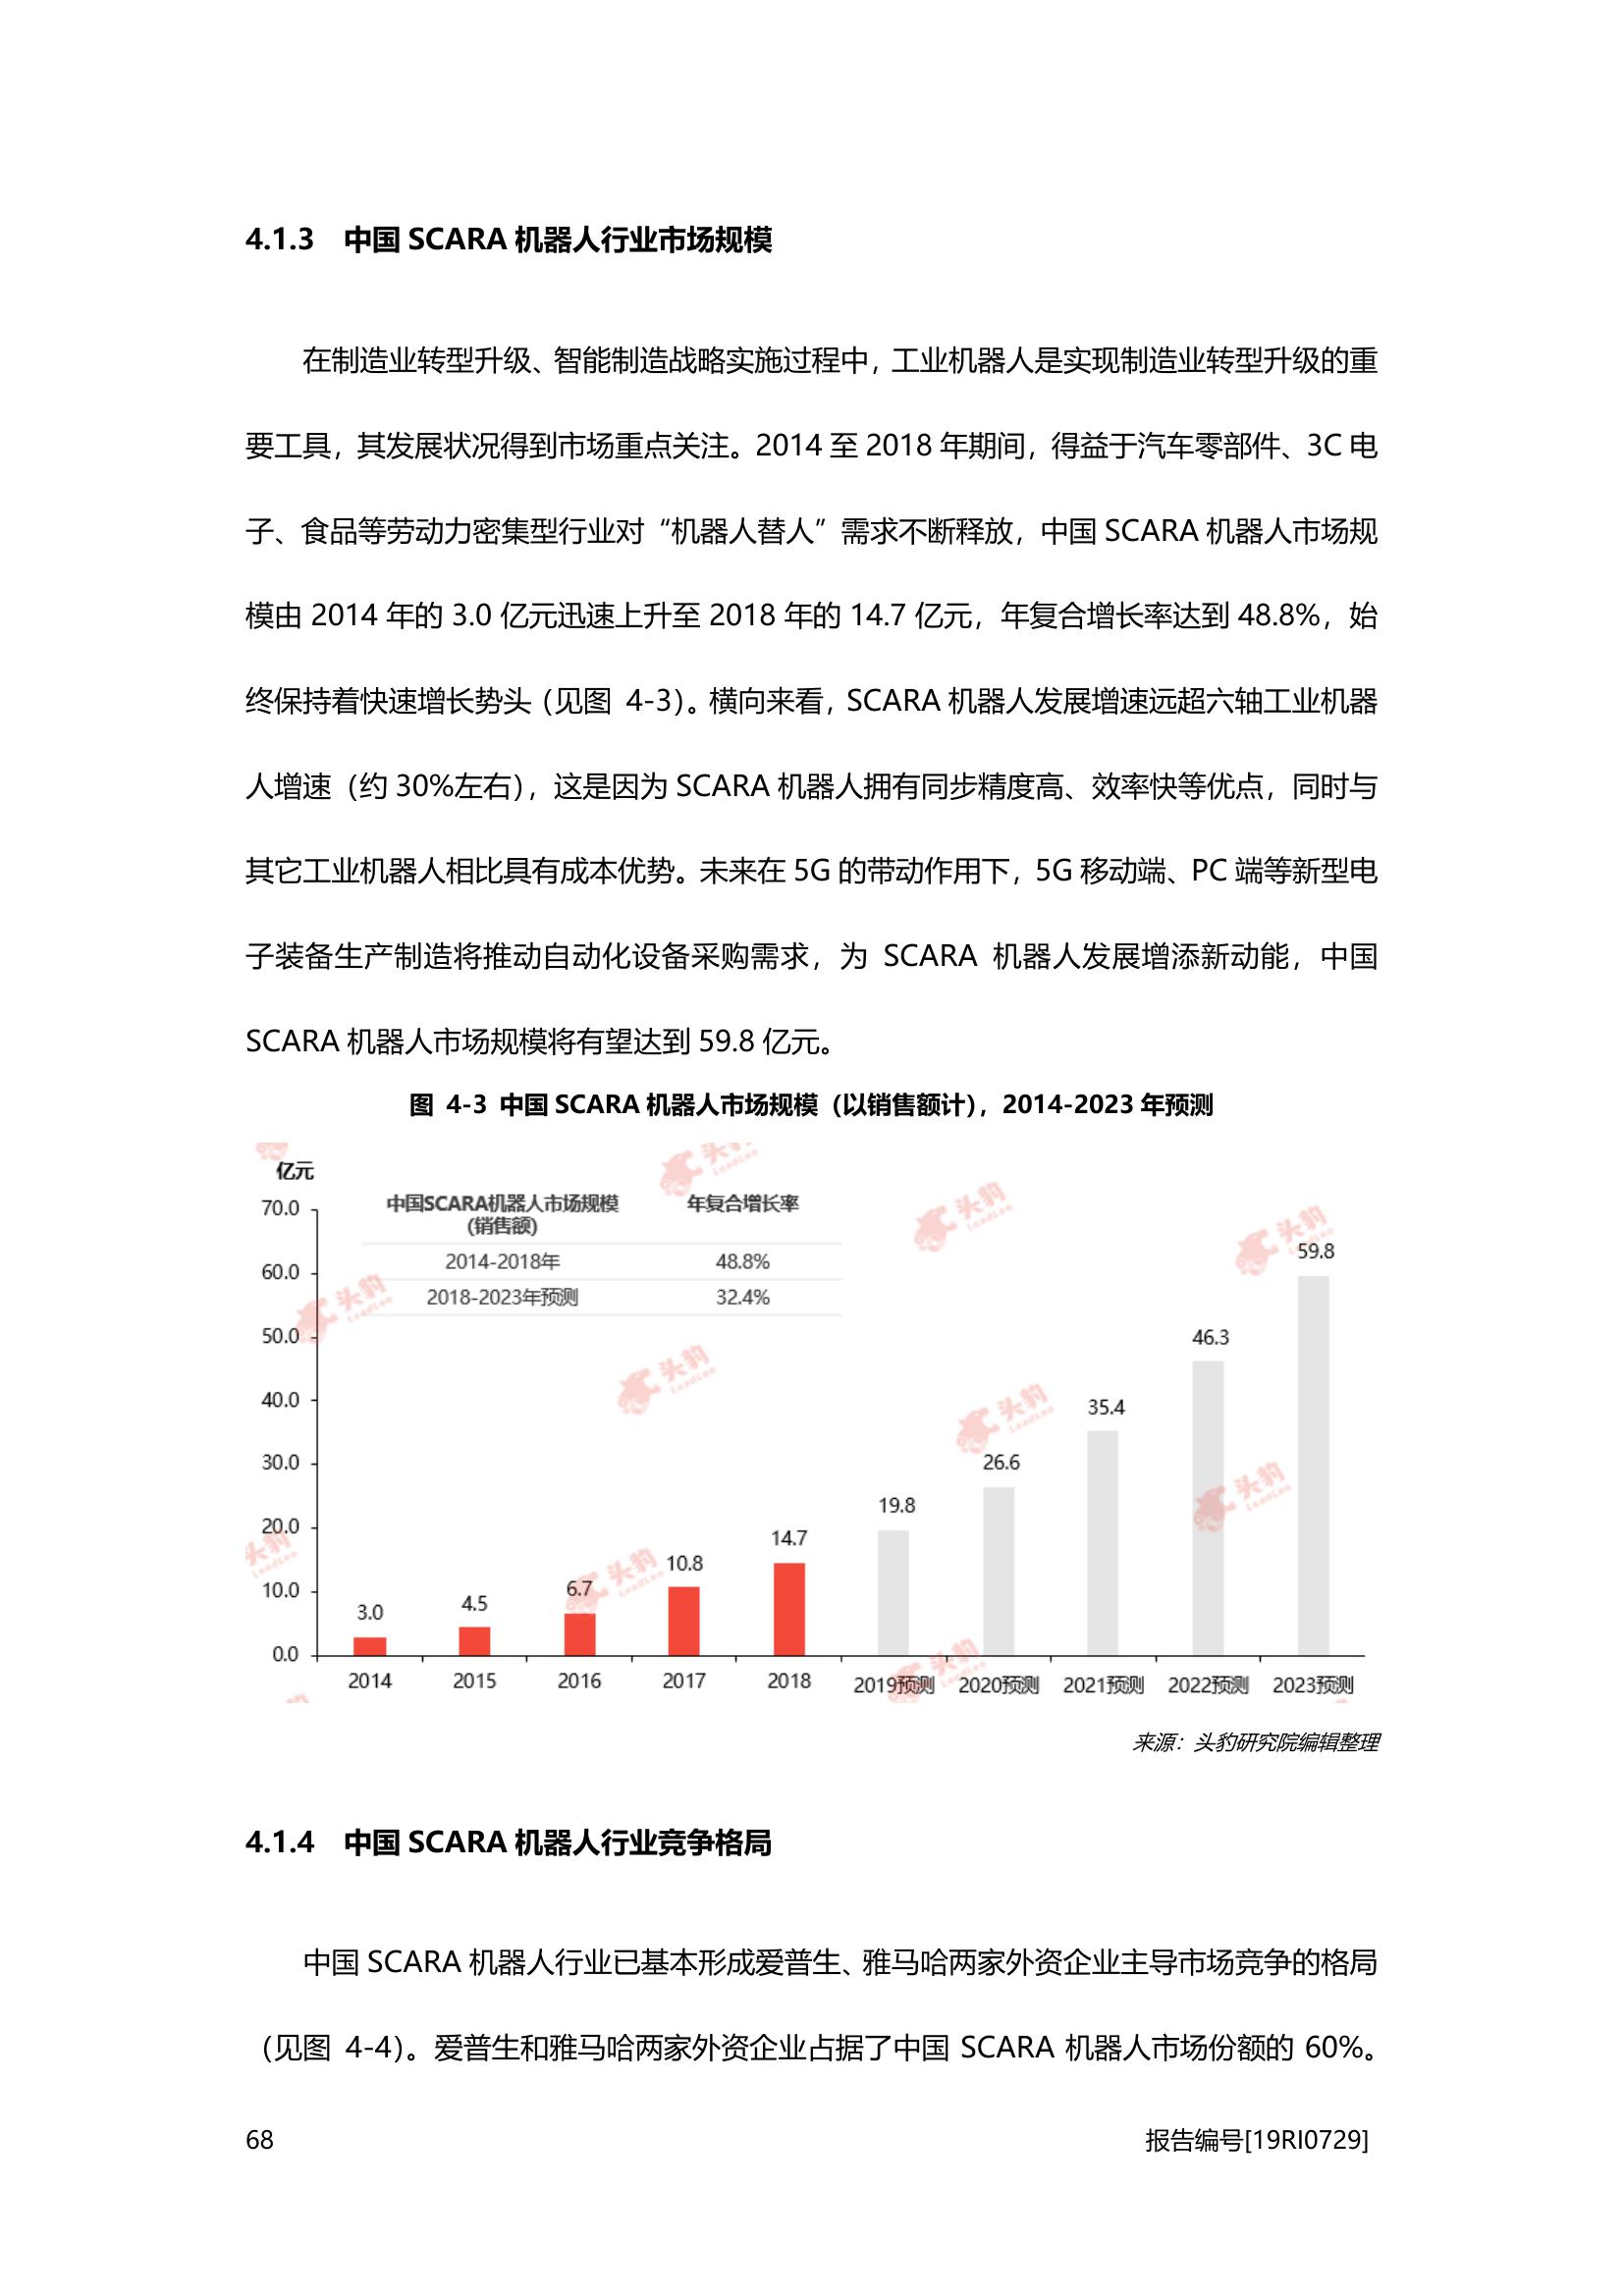 4.1.3 中国 SCARA 机器人行业市场规模
在制造业转型升级、智能制造战略实施过程中，工业机器人是实现制造业转型升级的重
要工具，其发展状况得到市场重点关注。2014 至 2018 年期间，得益于汽车零部件、3C 电
子、食品等劳动力密集型行业对“机器人替人”需求不断释放，中国 SCARA 机器人市场规
模由 2014 年的 3.0 亿元迅速上升至 2018 年的 14.7 亿元，年复合增长率达到 48.8%，始
终保持着快速增长势头（见图 4-3）。横向来看，SCARA 机器人发展增速远超六轴工业机器
人增速（约 30%左右），这是因为 SCARA 机器人拥有同步精度高、效率快等优点，同时与
其它工业机器人相比具有成本优势。未来在 5G 的带动作用下，5G 移动端、PC 端等新型电
子装备生产制造将推动自动化设备采购需求，为 SCARA 机器人发展增添新动能，中国
SCARA 机器人市场规模将有望达到 59.8 亿元。
图 4-3 中国 SCARA 机器人市场规模（以销售额计），2014-2023 年预测
亿元
中国SCARA机器人市场规模 年复合增长率
(销售额)
2014-2018年 48.8%
2018-2023年预测 32.4%
70.0
60.0
50.0
40.0
30.0
20.0
10.0
0.0
3.0
4.5
6.7
10.8
14.7
19.8
26.6
35.4
46.3
59.8
2014 2015 2016 2017 2018 2019预测 2020预测 2021预测 2022预测 2023预测
头豹 LeadLeo
头豹 LeadLeo
头豹 LeadLeo
头豹 LeadLeo
头豹 LeadLeo
头豹 LeadLeo
头豹 LeadLeo
头豹 LeadLeo
头豹 LeadLeo
头豹 LeadLeo
来源：头豹研究院编辑整理
4.1.4 中国 SCARA 机器人行业竞争格局
中国 SCARA 机器人行业已基本形成爱普生、雅马哈两家外资企业主导市场竞争的格局
（见图 4-4）。爱普生和雅马哈两家外资企业占据了中国 SCARA 机器人市场份额的 60%。
68 报告编号[19RI0729]